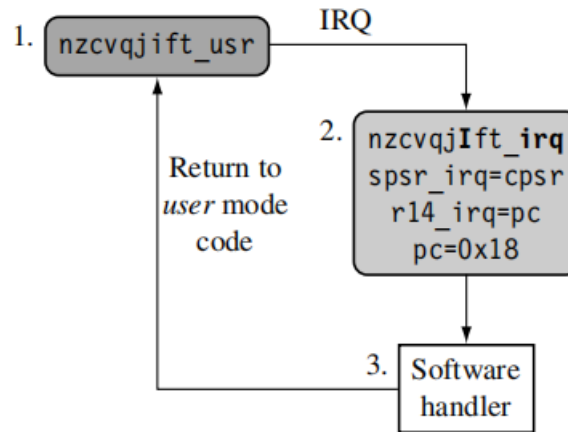 1.
nzcvqjift_usr
IRQ
2.
nzcvqjIft_irq
spsr_irq=cpsr
r14_irq=pc
pc=0x18
Return to
user mode
code
3.
Software
handler